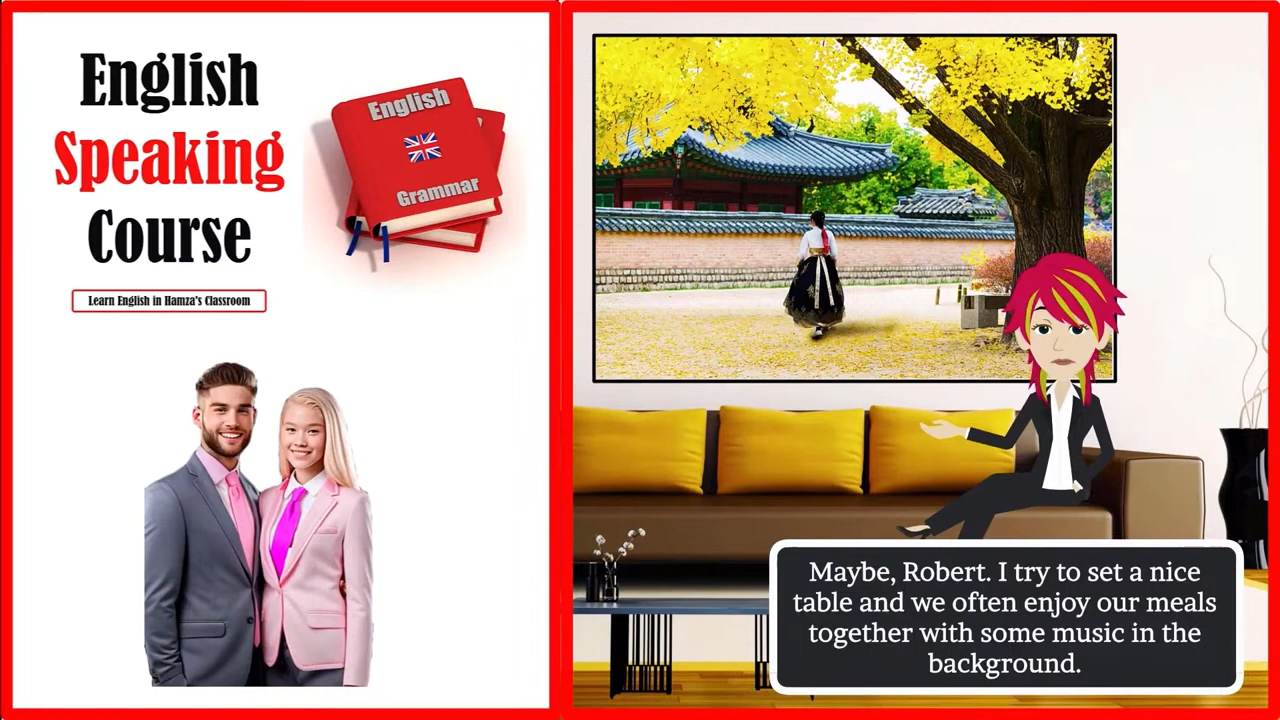 English
Speaking
Course
Learn English in Hamza's Classroom
English
Grammar
Maybe, Robert. I try to set a nice
table and we often enjoy our meals
together with some music in the
background.